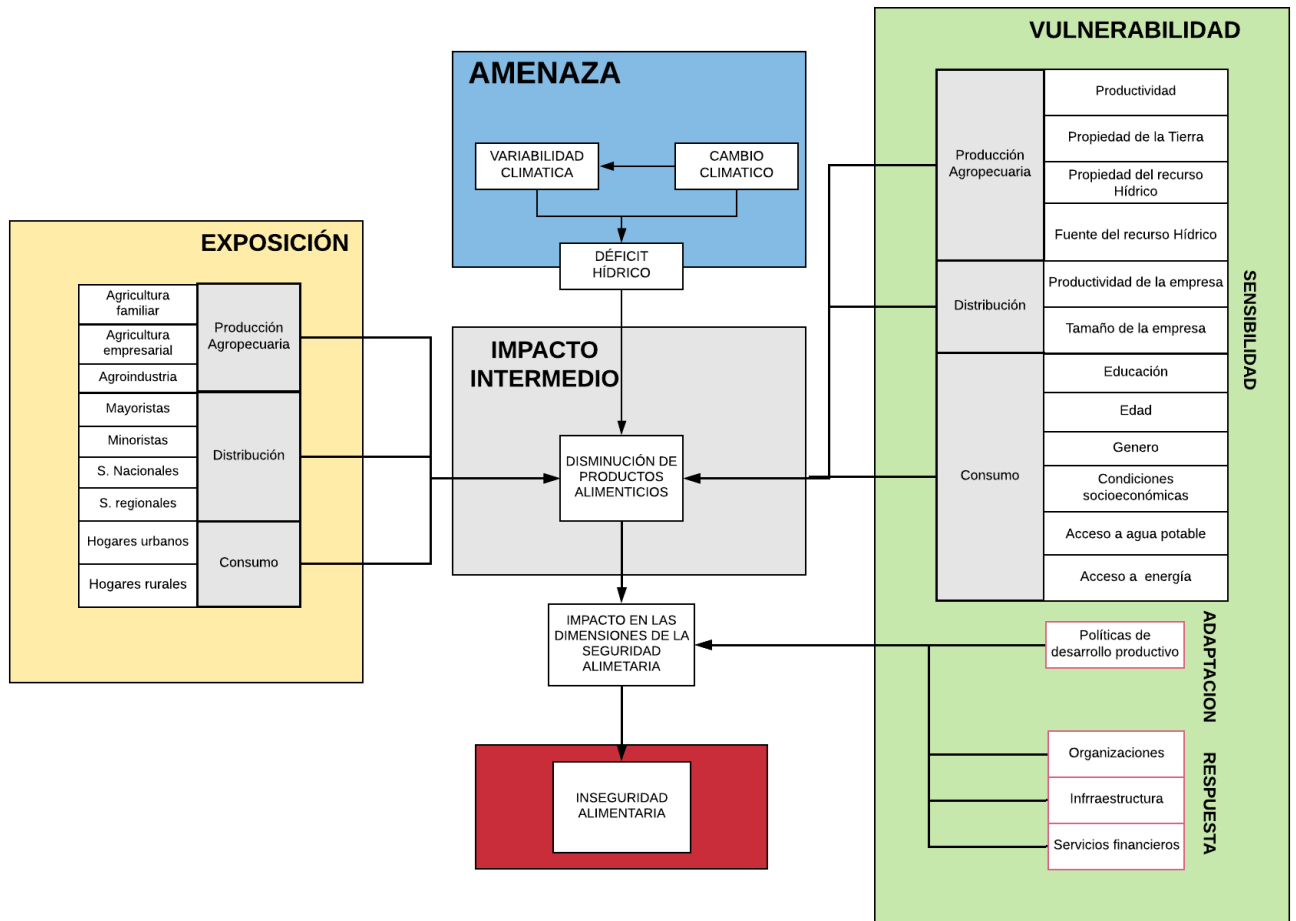 AMENAZA
VARIABILIDAD
CLIMATICA
CAMBIO
CLIMATICO
DÉFICIT
HÍDRICO
EXPOSICIÓN
Agricultura
familiar
Agricultura
empresarial
Agroindustria
Producción
Agropecuaria
Mayoristas
Minoristas
S. Nacionales
S. regionales
Distribución
Hogares urbanos
Hogares rurales
Consumo
IMPACTO
INTERMEDIO
DISMINUCIÓN DE
PRODUCTOS
ALIMENTICIOS
IMPACTO EN LAS
DIMENSIONES DE LA
SEGURIDAD
ALIMETARIA
INSEGURIDAD
ALIMENTARIA
VULNERABILIDAD
Producción
Agropecuaria
Productividad
Propiedad de la Tierra
Propiedad del recurso
Hídrico
Fuente del recurso Hídrico
Distribución
Productividad de la empresa
Tamaño de la empresa
Consumo
Educación
Edad
Genero
Condiciones
socioeconómicas
Acceso a agua potable
Acceso a energía
SENSIBILIDAD
Políticas de
desarrollo productivo
ADAPTACION
Organizaciones
Infrraestructura
Servicios financieros
RESPUESTA